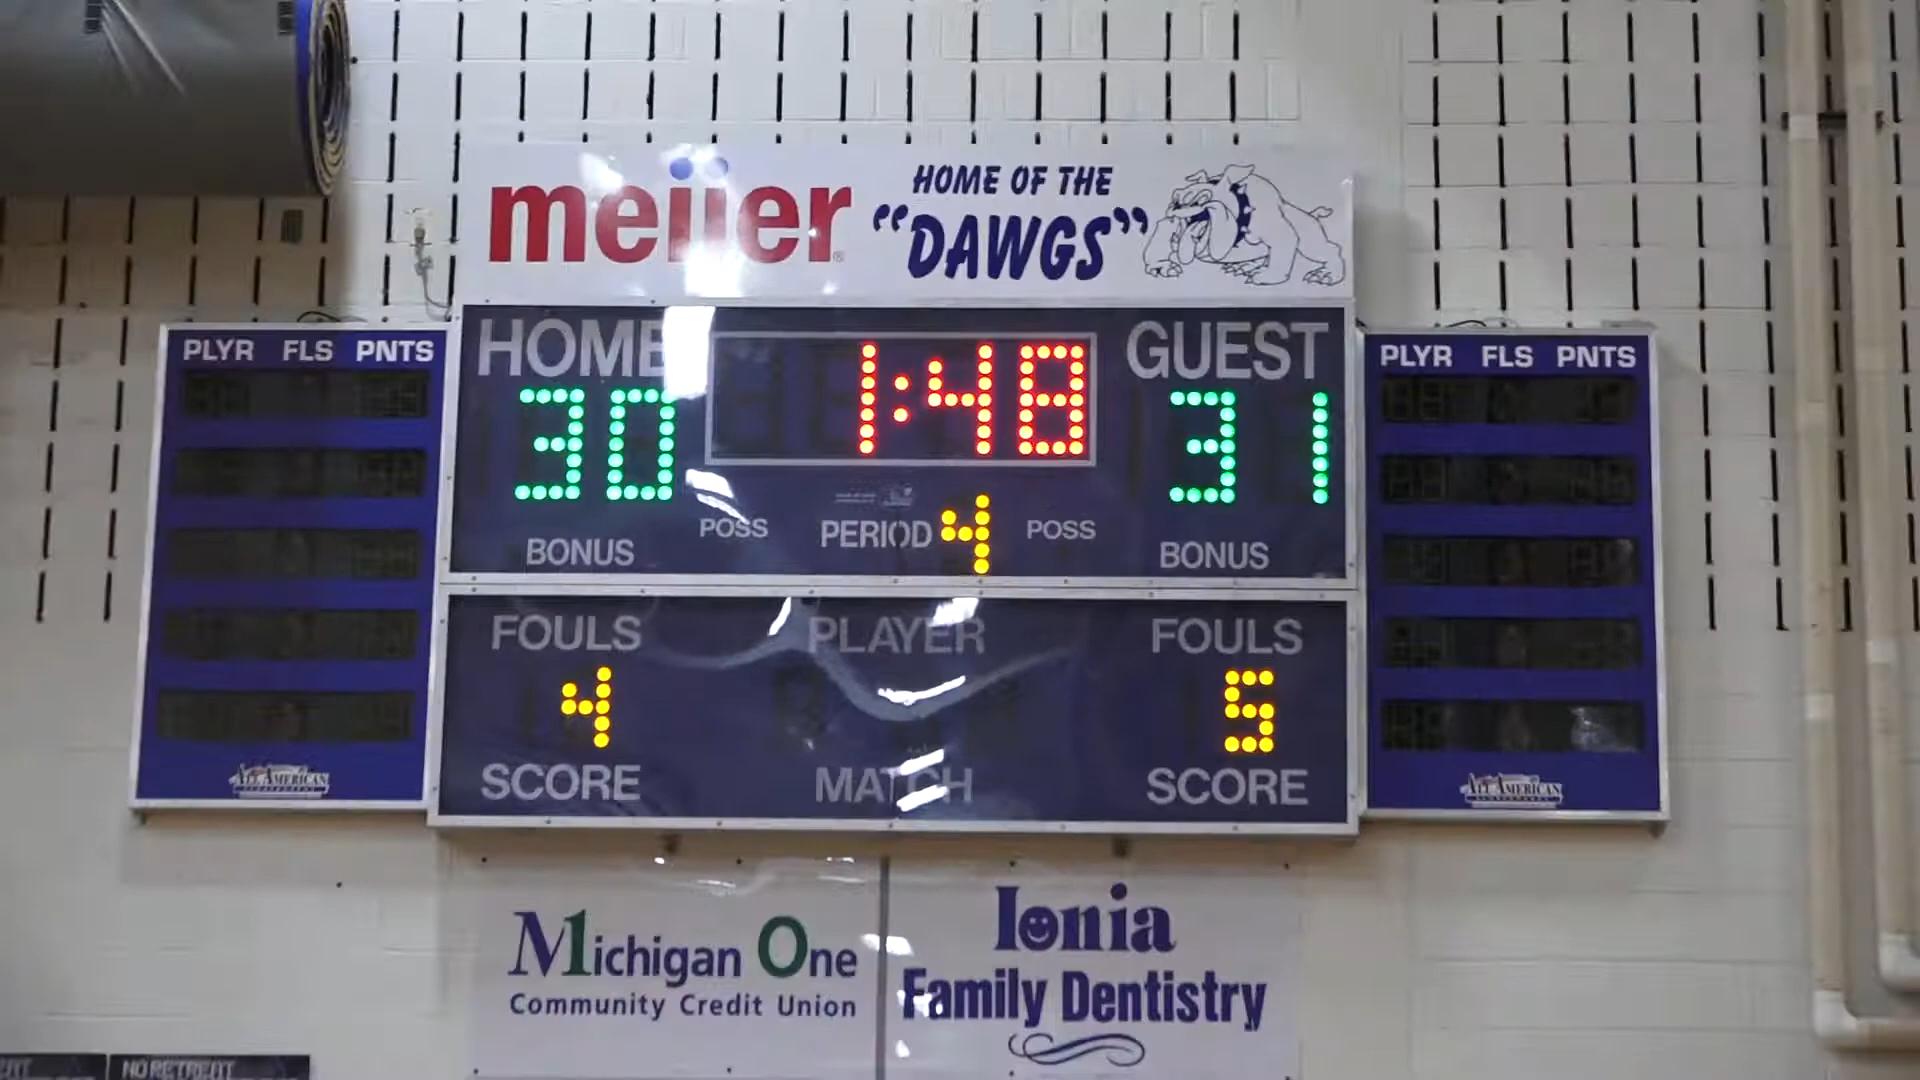 meijer
HOME OF THE
"DAWGS"
PLYR FLS PNTS
HOME
1:48
GUEST
PLYR FLS PNTS
30
31
POSS
PERIOD 4
POSS
BONUS
BONUS
FOULS
PLAYER
FOULS
4
5
SCORE
MATCH
SCORE
ALL AMERICAN
ALL AMERICAN
Michigan One
Community Credit Union
Ionia
Family Dentistry
NO RETREAT